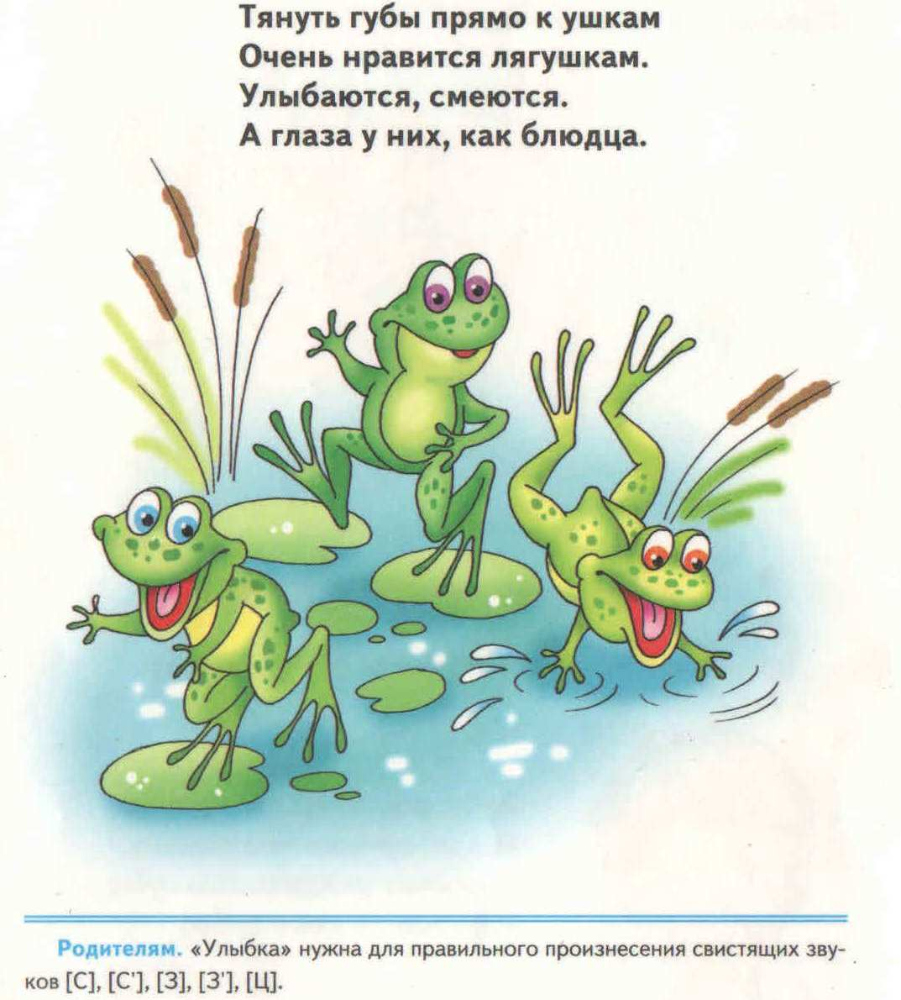 Тянуть губы прямо к ушкам
Очень нравится лягушкам.
Улыбаются, смеются.
А глаза у них, как блюдца.
Родителям. «Улыбка» нужна для правильного произнесения свистящих зву-
ков [С], [С'], [З], [З'], [Ц].